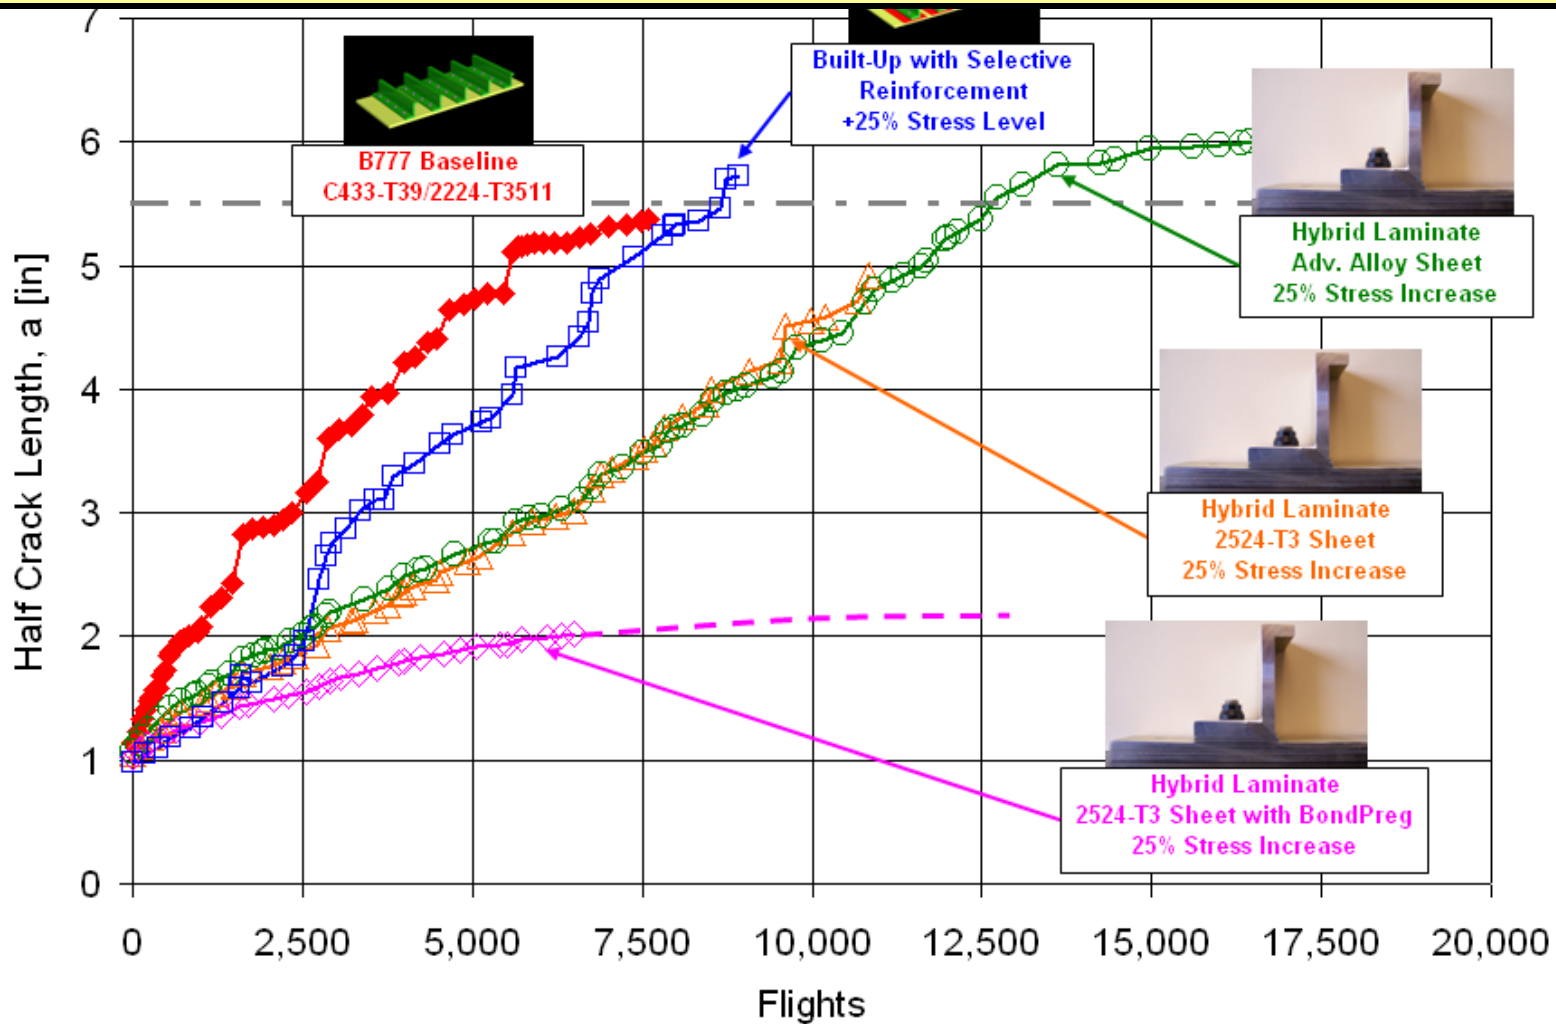 7
6
5
4
3
2
1
0
Half Crack Length, a [in]
B777 Baseline
C433-T39/2224-T3511
Built-Up with Selective
Reinforcement
+25% Stress Level
Hybrid Laminate
Adv. Alloy Sheet
25% Stress Increase
Hybrid Laminate
2524-T3 Sheet
25% Stress Increase
Hybrid Laminate
2524-T3 Sheet with BondPreg
25% Stress Increase
0 2,500 5,000 7,500 10,000 12,500 15,000 17,500 20,000
Flights